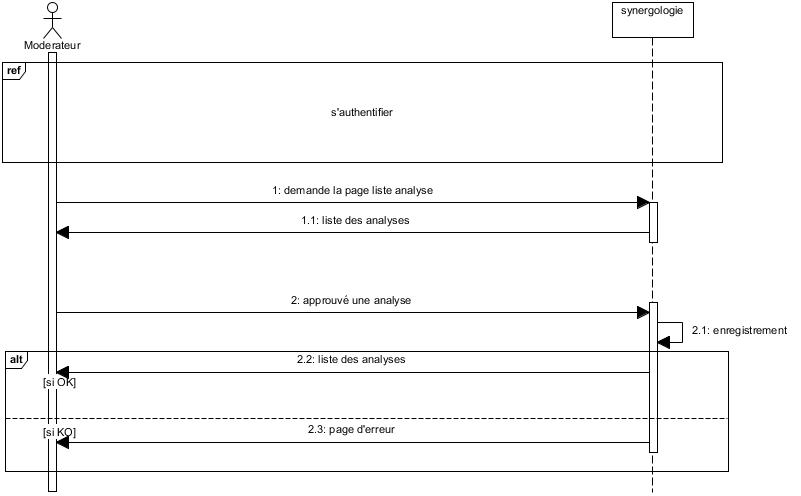 synergologie
Moderateur
ref
s'authentifier
1: demande la page liste analyse
1.1: liste des analyses
2: approuvé une analyse
2.1: enregistrement
alt
2.2: liste des analyses
[si OK]
2.3: page d'erreur
[si KO]